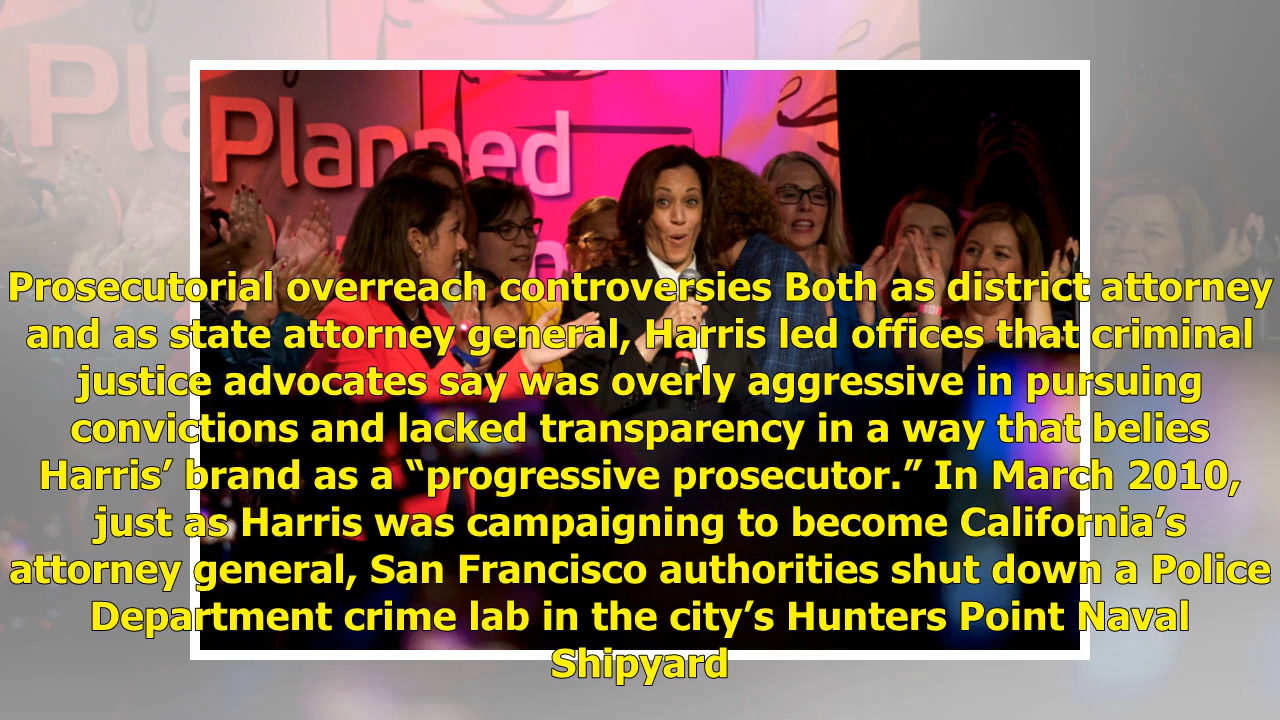 Planned
Prosecutorial overreach controversies Both as district attorney
and as state attorney general, Harris led offices that criminal
justice advocates say was overly aggressive in pursuing
convictions and lacked transparency in a way that belies
Harris’ brand as a “progressive prosecutor.” In March 2010,
just as Harris was campaigning to become California’s
attorney general, San Francisco authorities shut down a Police
Department crime lab in the city’s Hunters Point Naval
Shipyard